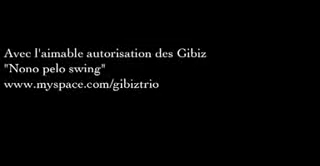 Avec l'aimable autorisation des Gibiz
"Nono pelo swing"
www.myspace.com/gibiztrio